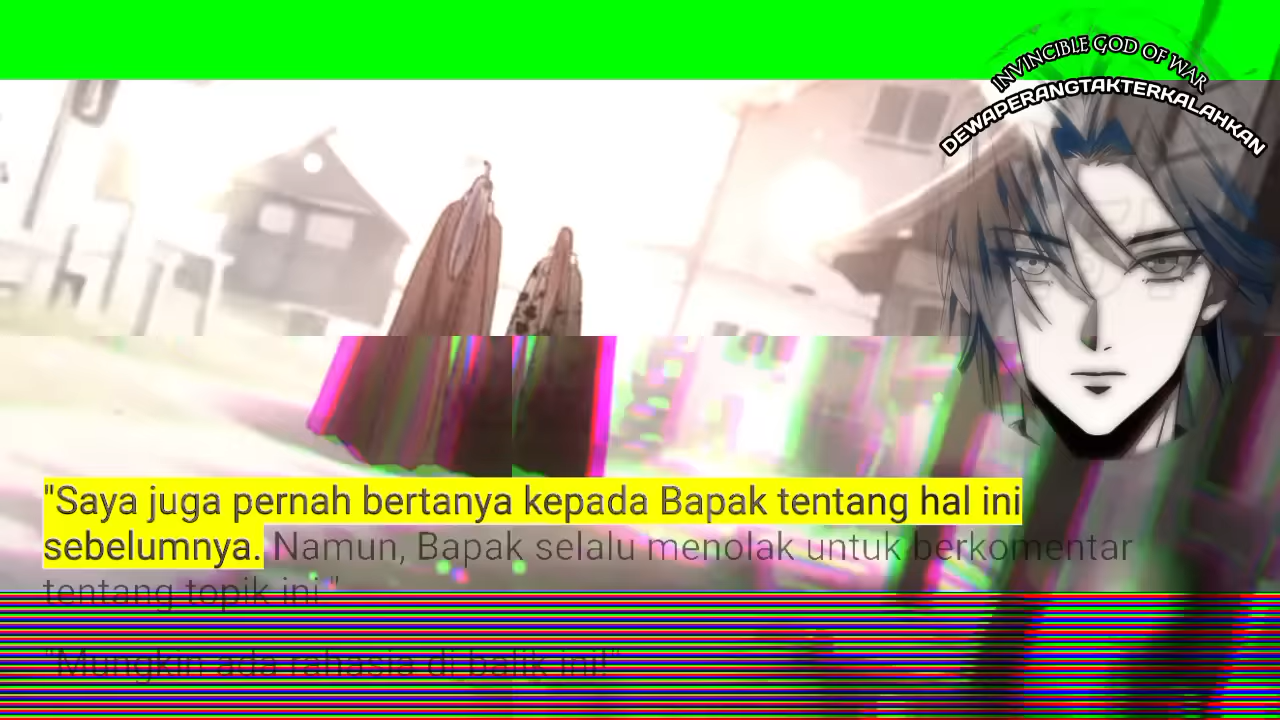 INVINCIBLE GOD OF WAR
DEWAPERANGTAKTERKALAHKAN
"Saya juga pernah bertanya kepada Bapak tentang hal ini
sebelumnya. Namun, Bapak selalu menolak untuk berkomentar
tentang topik ini."
"Mungkin ada rahasia di balik ini!"